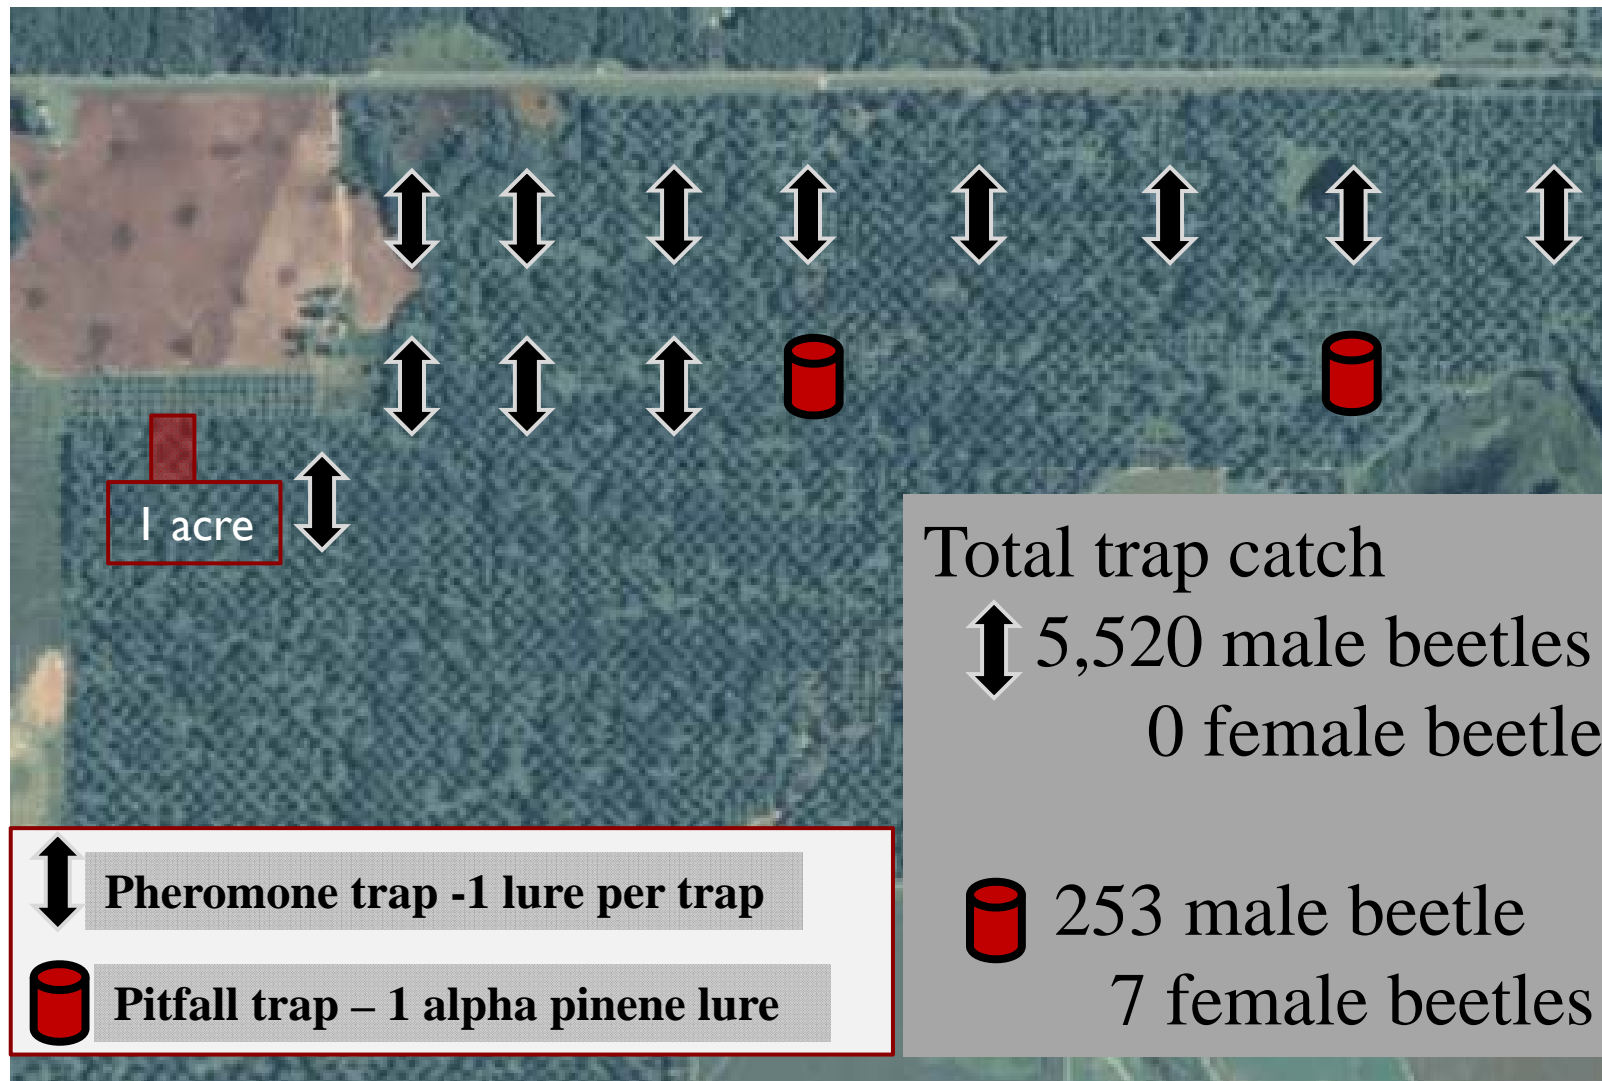 1 acre
Total trap catch
5,520 male beetles
0 female beetle
253 male beetle
7 female beetles
Pheromone trap -1 lure per trap
Pitfall trap – 1 alpha pinene lure